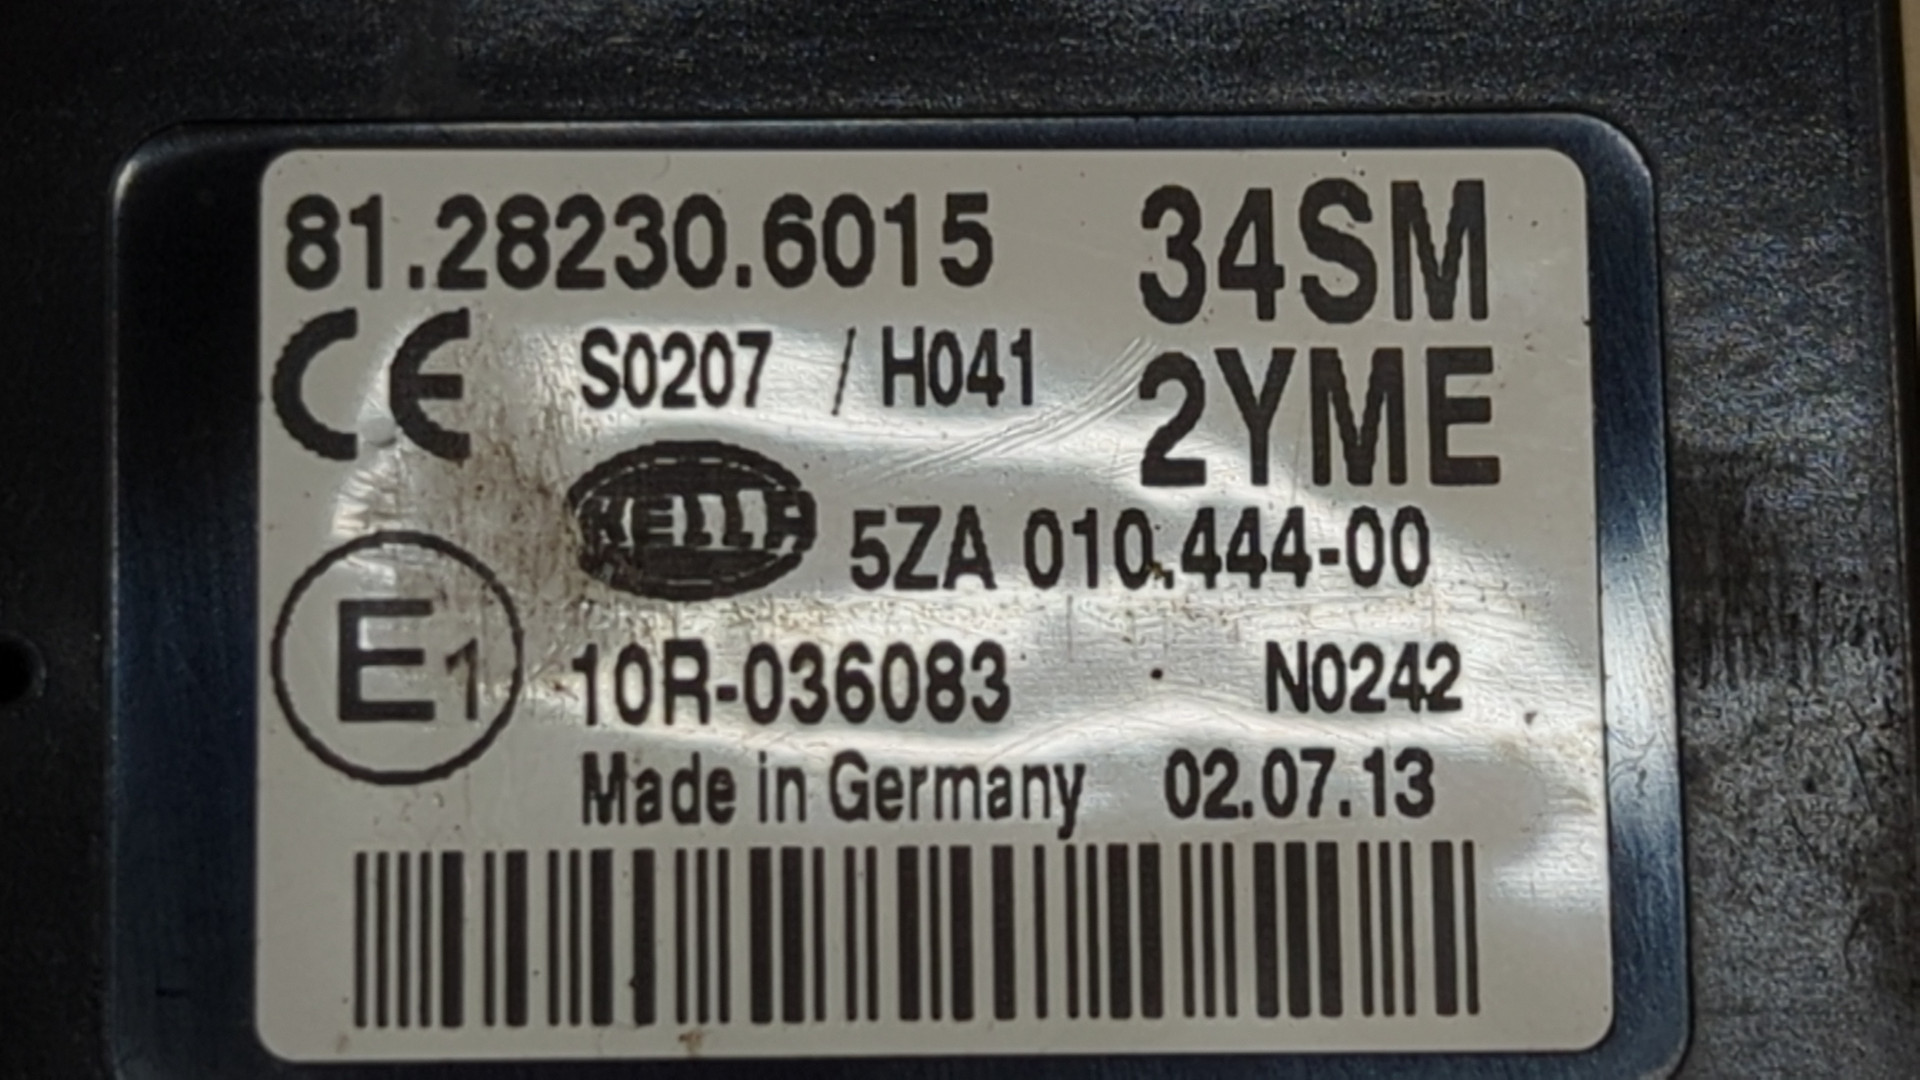 81.28230.6015 34SM
CE S0207 / H041 2YME
HELLA 5ZA 010.444-00
E1 10R-036083 N0242
Made in Germany 02.07.13